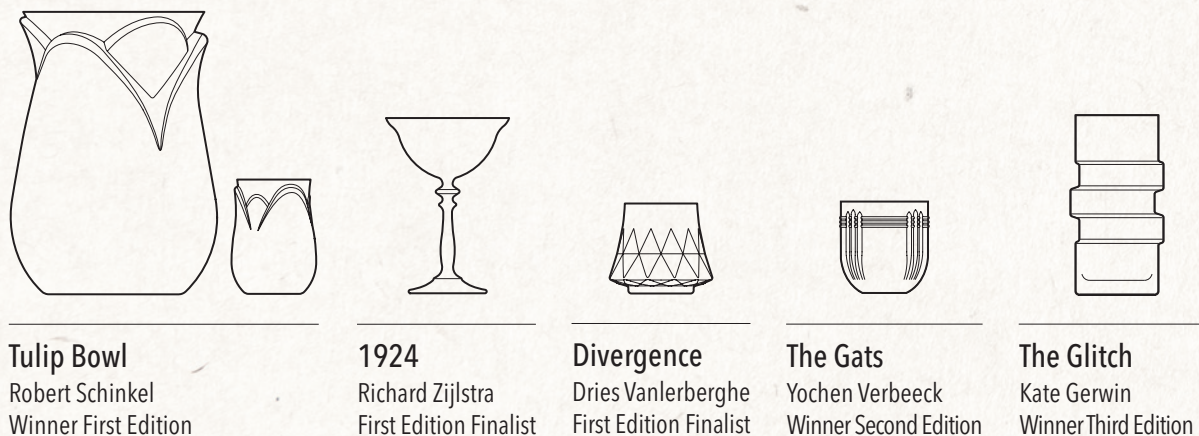 Tulip Bowl
Robert Schinkel
Winner First Edition
1924
Richard Zijlstra
First Edition Finalist
Divergence
Dries Vanlerberghe
First Edition Finalist
The Gats
Yochen Verbeeck
Winner Second Edition
The Glitch
Kate Gerwin
Winner Third Edition